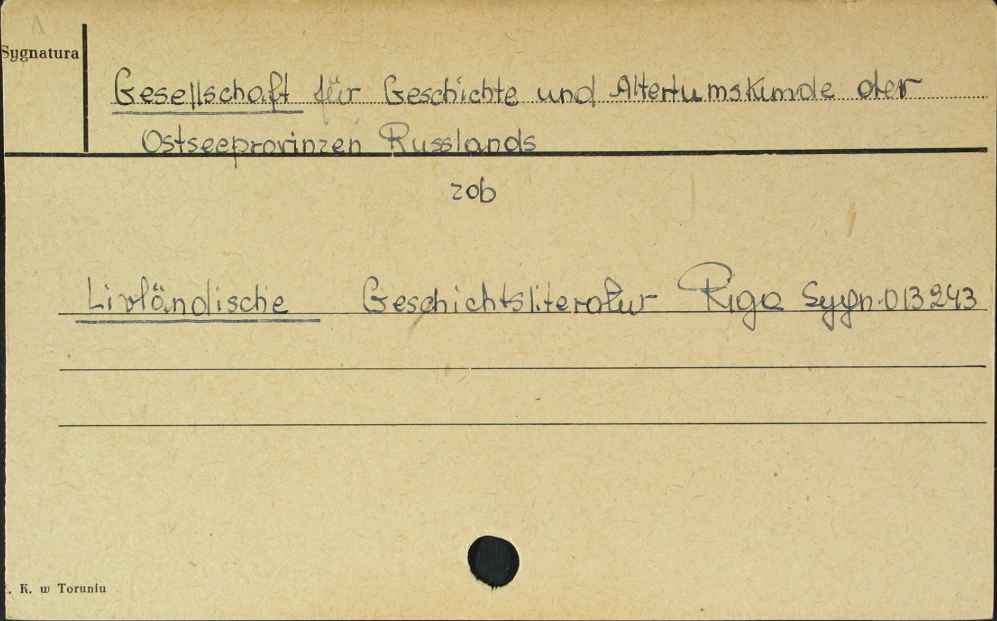 Sygnatura
Gesellschaft für Geschichte und Altertumskunde der
Ostseeprovinzen Russlands
zob
Livländische Geschichtsliteratur Riga Sygn. 013243
. K. w Toruniu